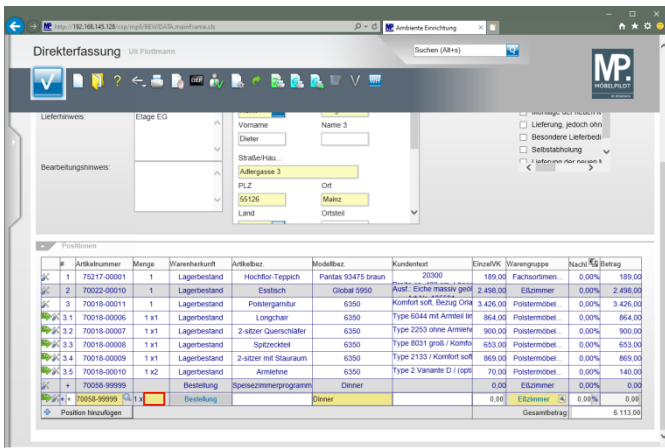 http://192.168.145.128/csp/mpli/BEWIDATA.mainFrame.cls
Ambiente Einrichtung
Direkterfassung Uli Plottmann
Suchen (Alt+s)
MP.
MÖBELPILOT
Lieferhinweis:
Etage EG
Vorname
Name 3
Dieter
Straße/Hau...
Adlergasse 3
PLZ
Ort
55126
Mainz
Land
Ortsteil
Bearbeitungshinweis:
Lieferung, jedoch ohn
Besondere Lieferbedi
Selbstabholung
Lieferung der neuen M
Positionen
# Artikelnummer Menge Warenherkunft Artikelbez. Modellbez. Kundentext EinzelVK Warengruppe Nachl Betrag
1 75217-00001 1 Lagerbestand Hochflor-Teppich Pantas 93475 braun 20300 189,00 Fachsortimen... 0,00% 189,00
2 70022-00010 1 Lagerbestand Esstisch Global 5950 Ausf.: Eiche massiv geöl 2.498,00 Eßzimmer 0,00% 2.498,00
3 70018-00011 1 Lagerbestand Polstergarnitur 6350 Komfort soft, Bezug Orla 3.426,00 Polstermöbel... 0,00% 3.426,00
3.1 70018-00006 1 x1 Lagerbestand Longchair 6350 Type 6044 mit Armteil lin 864,00 Polstermöbel... 0,00% 864,00
3.2 70018-00007 1 x1 Lagerbestand 2-sitzer Querschläfer 6350 Type 2253 ohne Armlehn 900,00 Polstermöbel... 0,00% 900,00
3.3 70018-00008 1 x1 Lagerbestand Spitzeckteil 6350 Type 8031 groß / Komfo 653,00 Polstermöbel... 0,00% 653,00
3.4 70018-00009 1 x1 Lagerbestand 2-sitzer mit Stauraum 6350 Type 2133 / Komfort soft 869,00 Polstermöbel... 0,00% 869,00
3.5 70018-00010 1 x2 Lagerbestand Armlehne 6350 Type 2 Variante D / (opti 70,00 Polstermöbel... 0,00% 140,00
+ 70058-99999 Bestellung Speisezimmerprogramm Dinner 0,00 Eßzimmer 0,00% 0,00
+ 70058-99999 1 x Bestellung Dinner 0,00 Eßzimmer 0,00% 0,00
Position hinzufügen
Gesamtbetrag: 6.113,00